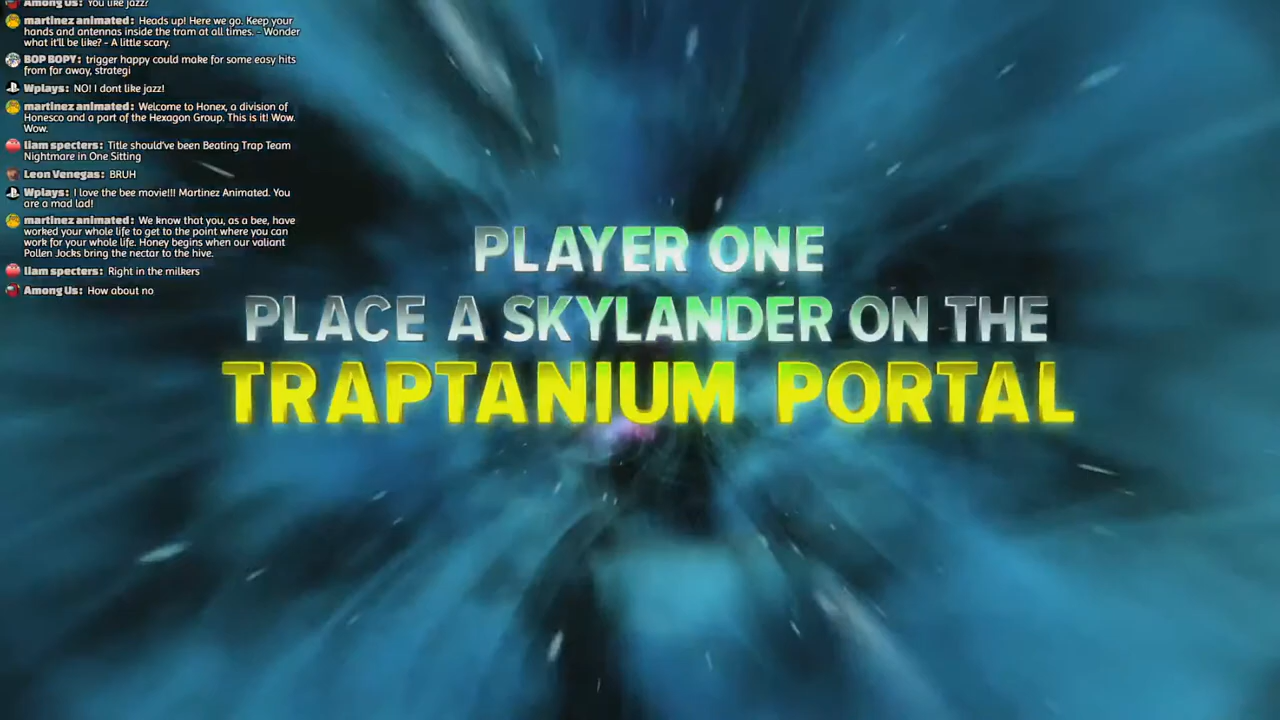 Among Us: You like jazz?
martinez animated: Heads up! Here we go. Keep your
hands and antennas inside the tram at all times. - Wonder
what it'll be like? - A little scary.
BOP BOPY: trigger happy could make for some easy hits
from far away, strategi
Wplays: NO! I dont like jazz!
martinez animated: Welcome to Honex, a division of
Honesco and a part of the Hexagon Group. This is it! Wow.
Wow.
liam specters: Title should've been Beating Trap Team
Nightmare in One Sitting
Leon Venegas: BRUH
Wplays: I love the bee movie!!! Martinez Animated. You
are a mad lad!
martinez animated: We know that you, as a bee, have
worked your whole life to get to the point where you can
work for your whole life. Honey begins when our valiant
Pollen Jocks bring the nectar to the hive.
liam specters: Right in the milkers
Among Us: How about no
PLAYER ONE
PLACE A SKYLANDER ON THE
TRAPTANIUM PORTAL